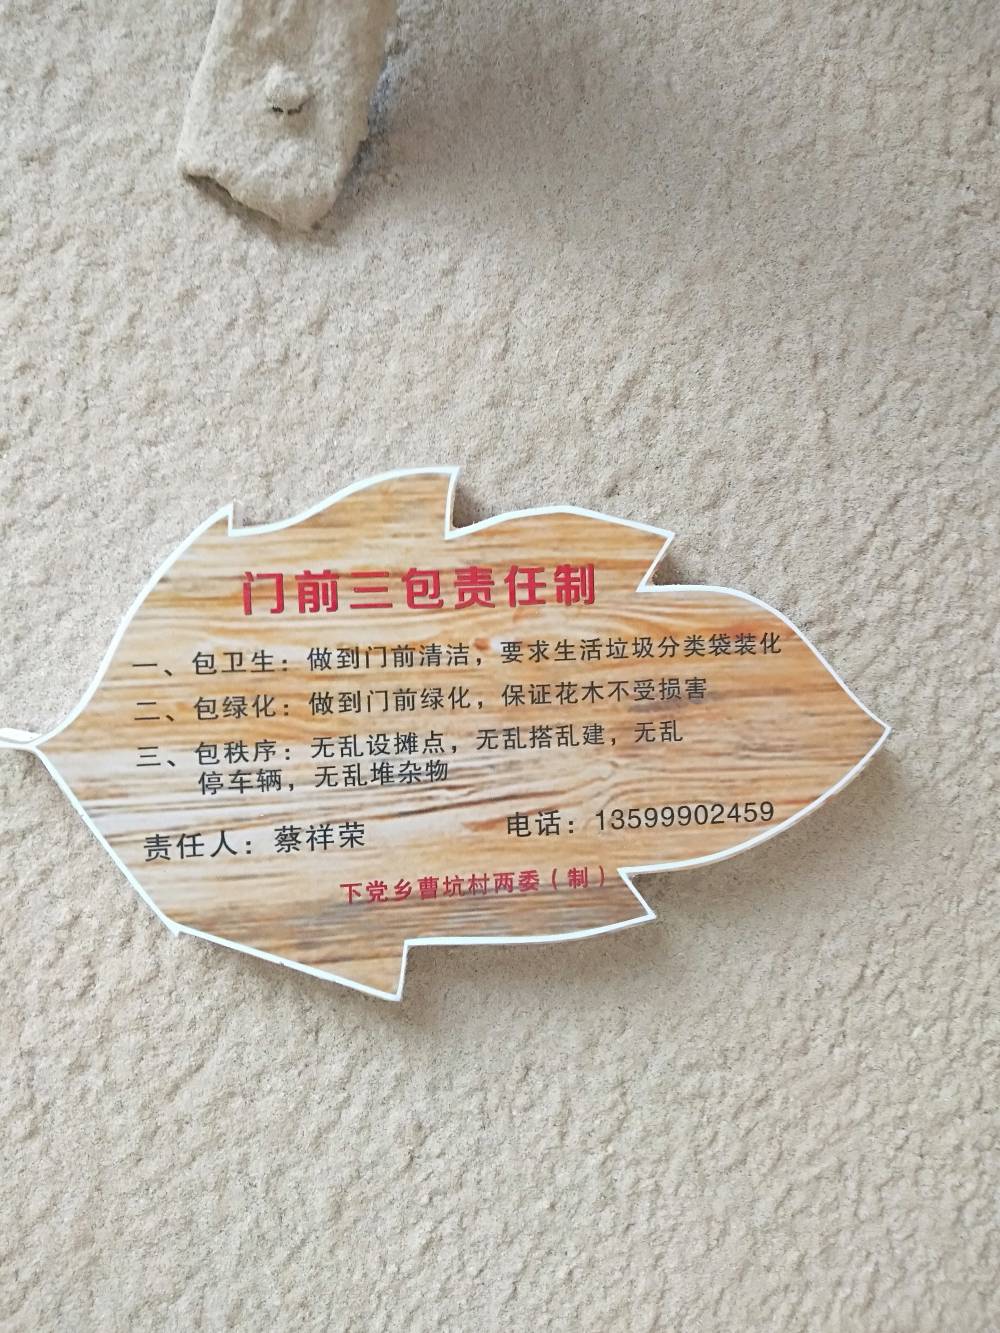 门前三包责任制
一、包卫生：做到门前清洁，要求生活垃圾分类袋装化
二、包绿化：做到门前绿化，保证花木不受损害
三、包秩序：无乱设摊点，无乱搭乱建，无乱
停车辆，无乱堆杂物
责任人：蔡祥荣 电话：13599902459
下党乡曹坑村两委（制）